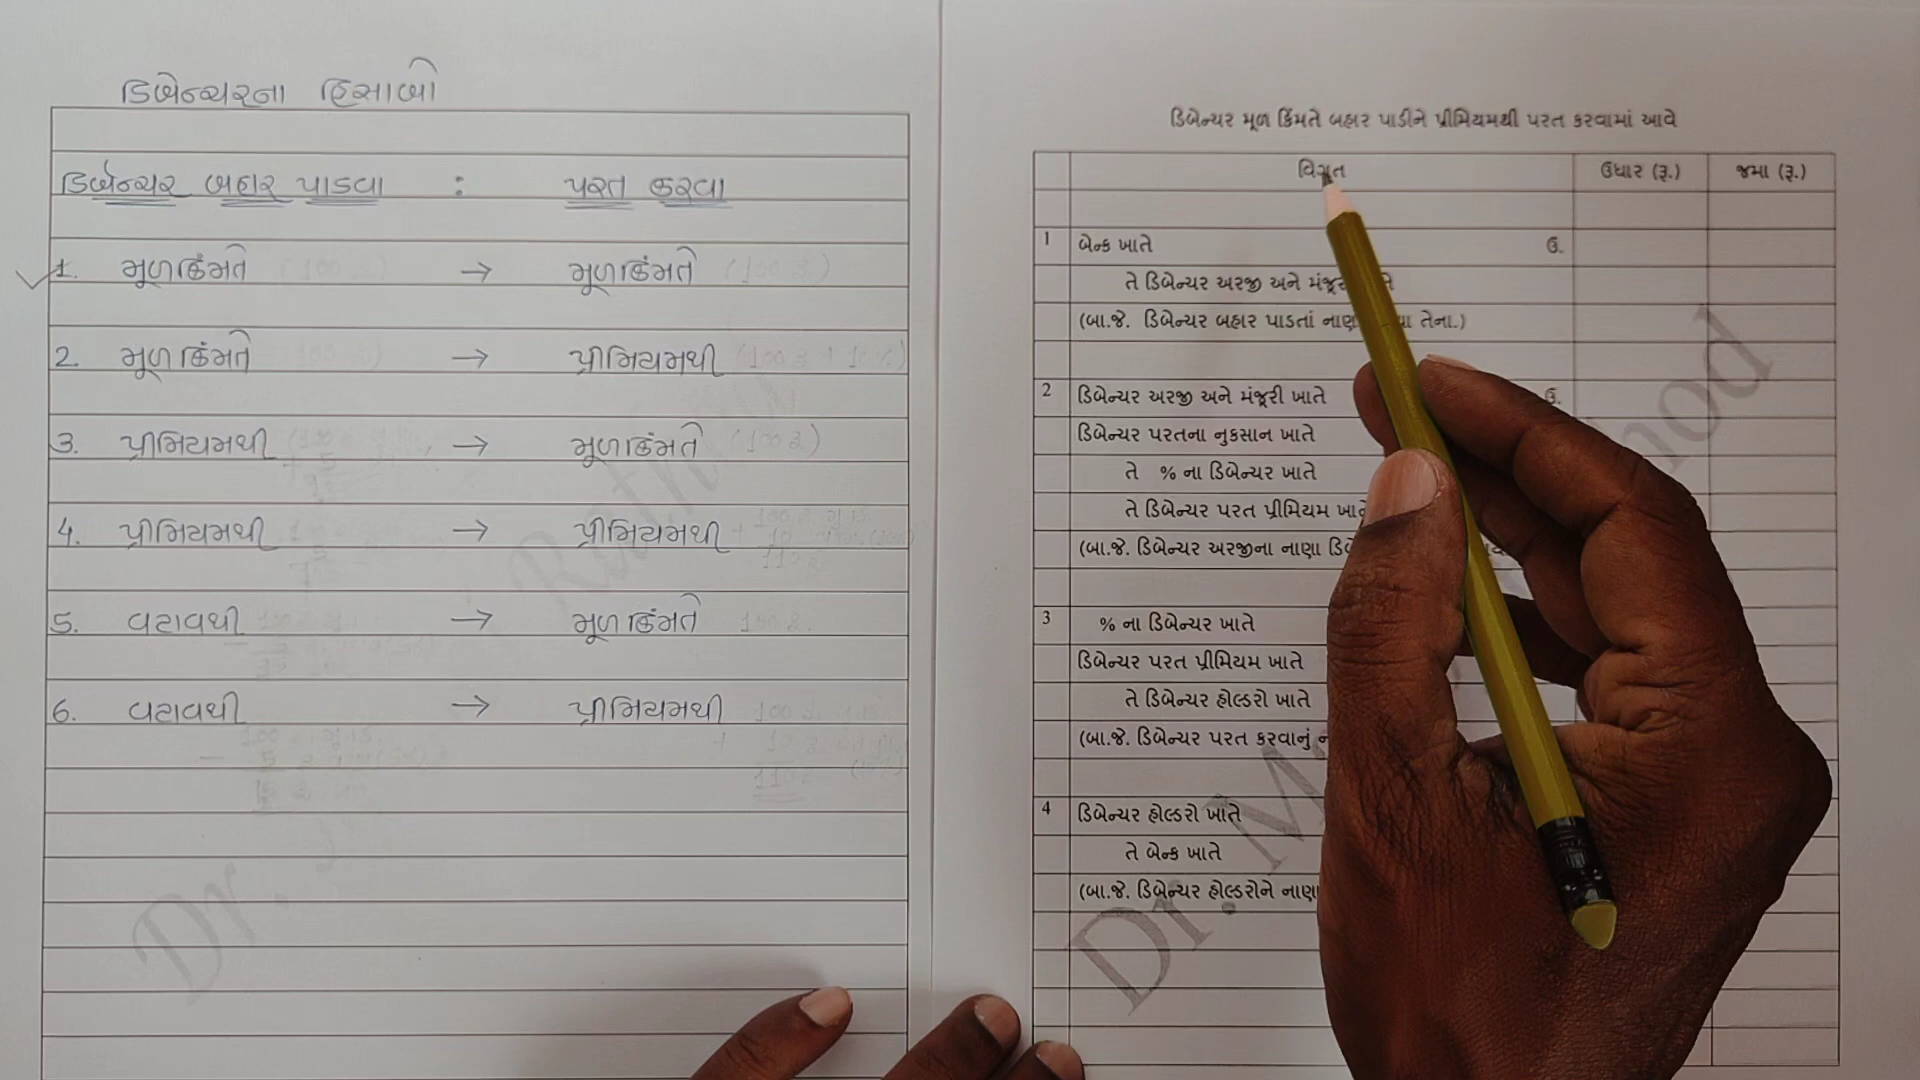 ડિબેન્ચરના હિસાબો
ડિબેન્ચર બહાર પાડવા : પરત કરવા
1. મૂળકિંમતે → મૂળકિંમતે (100 રૂ.)
2. મૂળકિંમતે → પ્રીમિયમથી
3. પ્રીમિયમથી → મૂળકિંમતે
4. પ્રીમિયમથી → પ્રીમિયમથી
5. વટાવથી → મૂળકિંમતે
6. વટાવથી → પ્રીમિયમથી
ડિબેન્ચર મૂળ કિંમતે બહાર પાડીને પ્રીમિયમથી પરત કરવામાં આવે
વિગત ઉધાર (રૂ.) જમા (રૂ.)
1 બેન્ક ખાતે ઉ.
તે ડિબેન્ચર અરજી અને
(બા.જે. ડિબેન્ચર બહાર પાડતાં તેના.)
2 ડિબેન્ચર અરજી અને મંજૂરી ખાતે ઉ.
ડિબેન્ચર પરતના નુકસાન ખાતે
તે % ના ડિબેન્ચર ખાતે
તે ડિબેન્ચર પરત પ્રીમિયમ
(બા.જે. ડિબેન્ચર અરજીના નાણા
3 % ના ડિબેન્ચર ખાતે
ડિબેન્ચર પરત પ્રીમિયમ ખાતે
તે ડિબેન્ચર હોલ્ડરો ખાતે
(બા.જે. ડિબેન્ચર પરત કરવાનું
4 ડિબેન્ચર હોલ્ડરો ખાતે
તે બેન્ક ખાતે
(બા.જે. ડિબેન્ચર હોલ્ડરોને